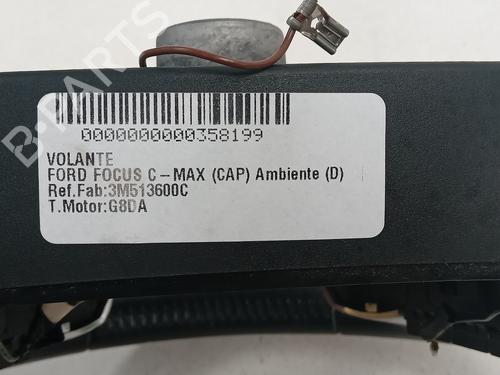 0000000000358199
VOLANTE
FORD FOCUS C-MAX (CAP) Ambiente (D)
Ref.Fab:3M513600C
T.Motor:G8DA
B-PARTS